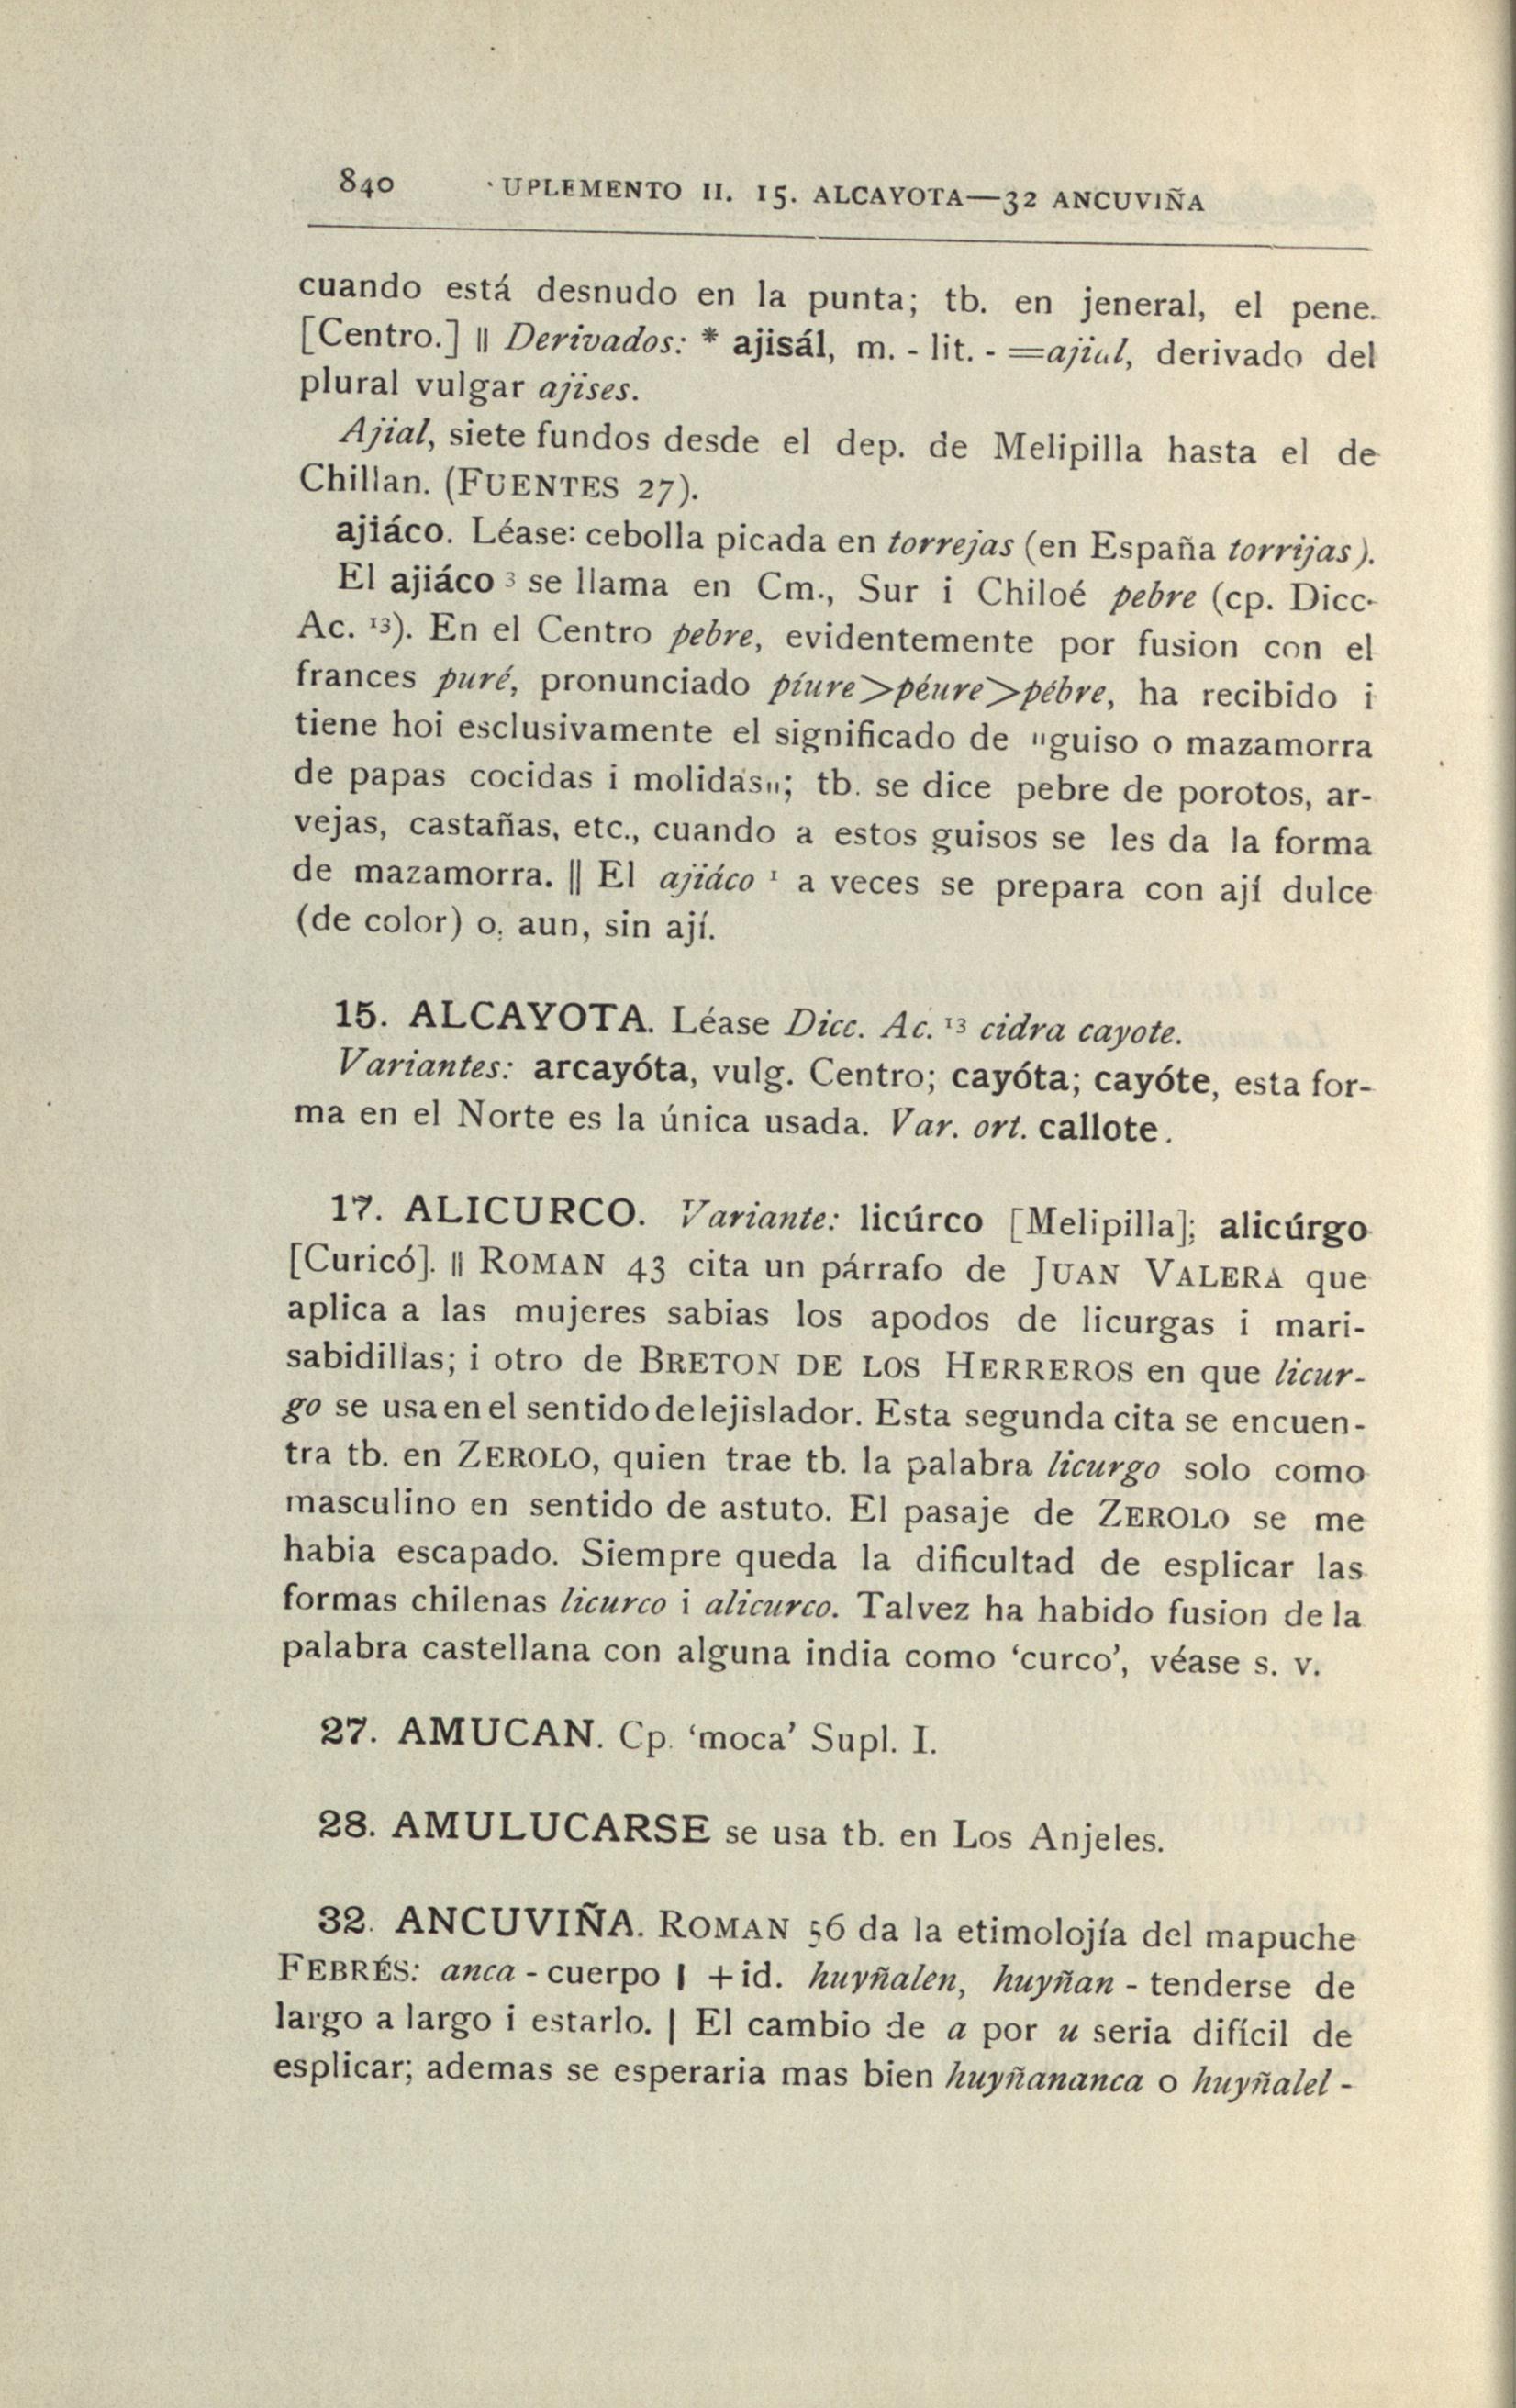 840 ·UPLEMENTO II. 15. ALCAYOTA—32 ANCUVIÑA
cuando está desnudo en la punta; tb. en jeneral, el pene.
[Centro.] || Derivados: * ajisál, m. - lit. - =ajial, derivado del
plural vulgar ajises.
Ajial, siete fundos desde el dep. de Melipilla hasta el de
Chillan. (FUENTES 27).
ajiáco. Léase: cebolla picada en torrejas (en España torrijas).
El ajiáco ³ se llama en Cm., Sur i Chiloé pebre (cp. Dicc·
Ac. ¹³). En el Centro pebre, evidentemente por fusion con el
frances puré, pronunciado píure>péure>pébre, ha recibido i
tiene hoi esclusivamente el significado de "guiso o mazamorra
de papas cocidas i molidas„; tb. se dice pebre de porotos, ar-
vejas, castañas, etc., cuando a estos guisos se les da la forma
de mazamorra. || El ajiáco ¹ a veces se prepara con ají dulce
(de color) o, aun, sin ají.
15. ALCAYOTA. Léase Dicc. Ac. ¹³ cidra cayote.
Variantes: arcayóta, vulg. Centro; cayóta; cayóte, esta for-
ma en el Norte es la única usada. Var. ort. callote.
17. ALICURCO. Variante: licúrco [Melipilla]; alicúrgo
[Curicó]. || ROMAN 43 cita un párrafo de JUAN VALERA que
aplica a las mujeres sabias los apodos de licurgas i mari-
sabidillas; i otro de BRETON DE LOS HERREROS en que licur-
go se usa en el sentido de lejislador. Esta segunda cita se encuen-
tra tb. en ZEROLO, quien trae tb. la palabra licurgo solo como
masculino en sentido de astuto. El pasaje de ZEROLO se me
habia escapado. Siempre queda la dificultad de esplicar las
formas chilenas licurco i alicurco. Talvez ha habido fusion de la
palabra castellana con alguna india como ‘curco’, véase s. v.
27. AMUCAN. Cp. ‘moca’ Supl. I.
28. AMULUCARSE se usa tb. en Los Anjeles.
32. ANCUVIÑA. ROMAN 56 da la etimolojía del mapuche
FEBRÉS: anca - cuerpo | + id. huyñalen, huyñan - tenderse de
largo a largo i estarlo. | El cambio de a por u seria difícil de
esplicar; ademas se esperaria mas bien huyñananca o huyñalel -